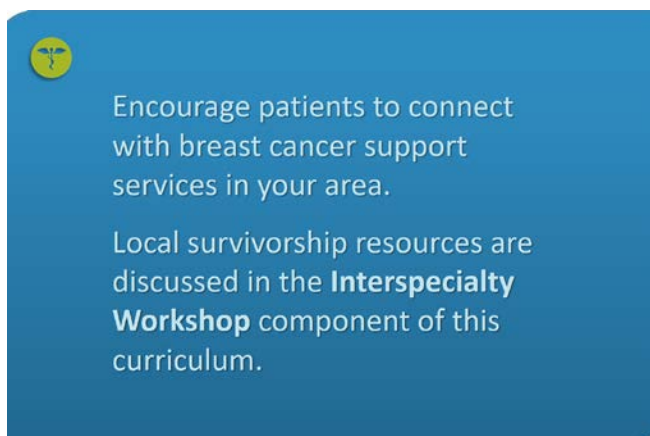 Encourage patients to connect
with breast cancer support
services in your area.
Local survivorship resources are
discussed in the Interspecialty
Workshop component of this
curriculum.